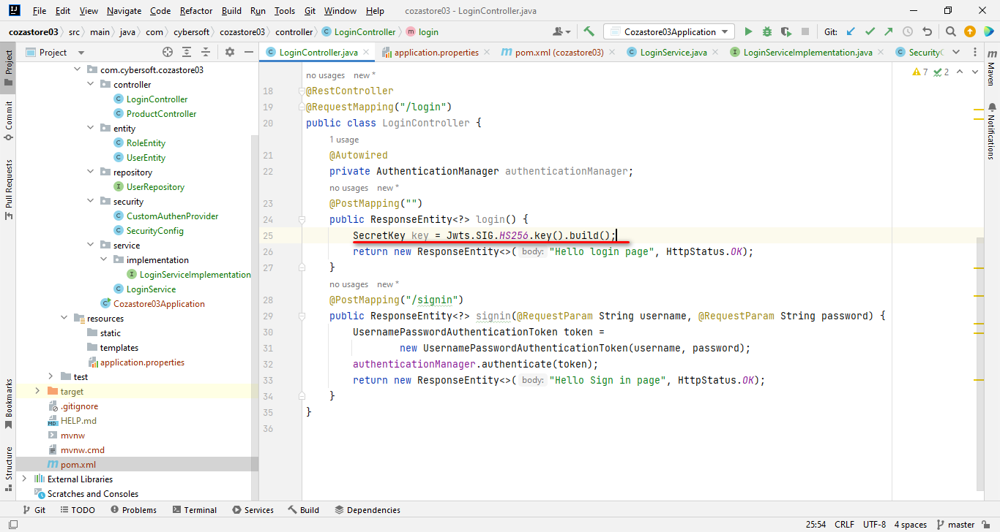 File Edit View Navigate Code Refactor Build Run Tools Git Window Help cozastore03 - LoginController.java
cozastore03 src main java com cybersoft cozastore03 controller C LoginController m login Cozastore03Application Git:
Project LoginController.java application.properties pom.xml (cozastore03) LoginService.java LoginServiceImplementation.java SecurityC
com.cybersoft.cozastore03
controller
LoginController
ProductController
entity
RoleEntity
UserEntity
repository
UserRepository
security
CustomAuthenProvider
SecurityConfig
service
implementation
LoginServiceImplementation
LoginService
Cozastore03Application
resources
static
templates
application.properties
test
target
.gitignore
HELP.md
mvnw
mvnw.cmd
pom.xml
External Libraries
Scratches and Consoles
Project
Commit
Pull Requests
Bookmarks
Structure
7 2
no usages new *
18 @RestController
19 @RequestMapping("/login")
20 public class LoginController {
1 usage
21 @Autowired
22 private AuthenticationManager authenticationManager;
no usages new *
23 @PostMapping("")
24 public ResponseEntity<?> login() {
25 SecretKey key = Jwts.SIG.HS256.key().build();
26 return new ResponseEntity<>( body: "Hello login page", HttpStatus.OK);
27 }
no usages new *
28 @PostMapping("/signin")
29 public ResponseEntity<?> signin(@RequestParam String username, @RequestParam String password) {
30 UsernamePasswordAuthenticationToken token =
31 new UsernamePasswordAuthenticationToken(username, password);
32 authenticationManager.authenticate(token);
33 return new ResponseEntity<>( body: "Hello Sign in page", HttpStatus.OK);
34 }
35 }
36
Maven
Notifications
Git TODO Problems Terminal Services Build Dependencies
25:54 CRLF UTF-8 4 spaces master